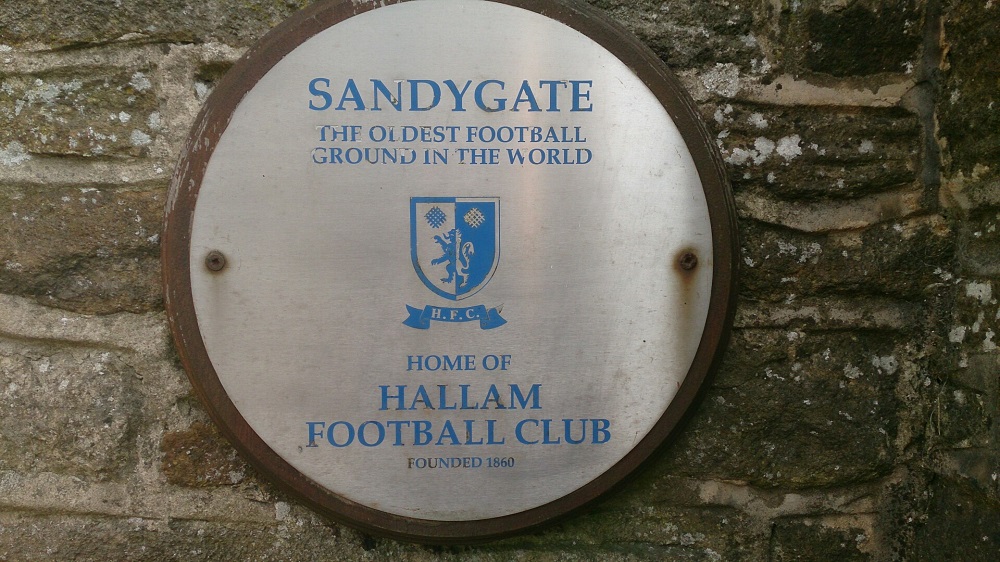 SANDYGATE
THE OLDEST FOOTBALL
GROUND IN THE WORLD
H.F.C.
HOME OF
HALLAM
FOOTBALL CLUB
FOUNDED 1860